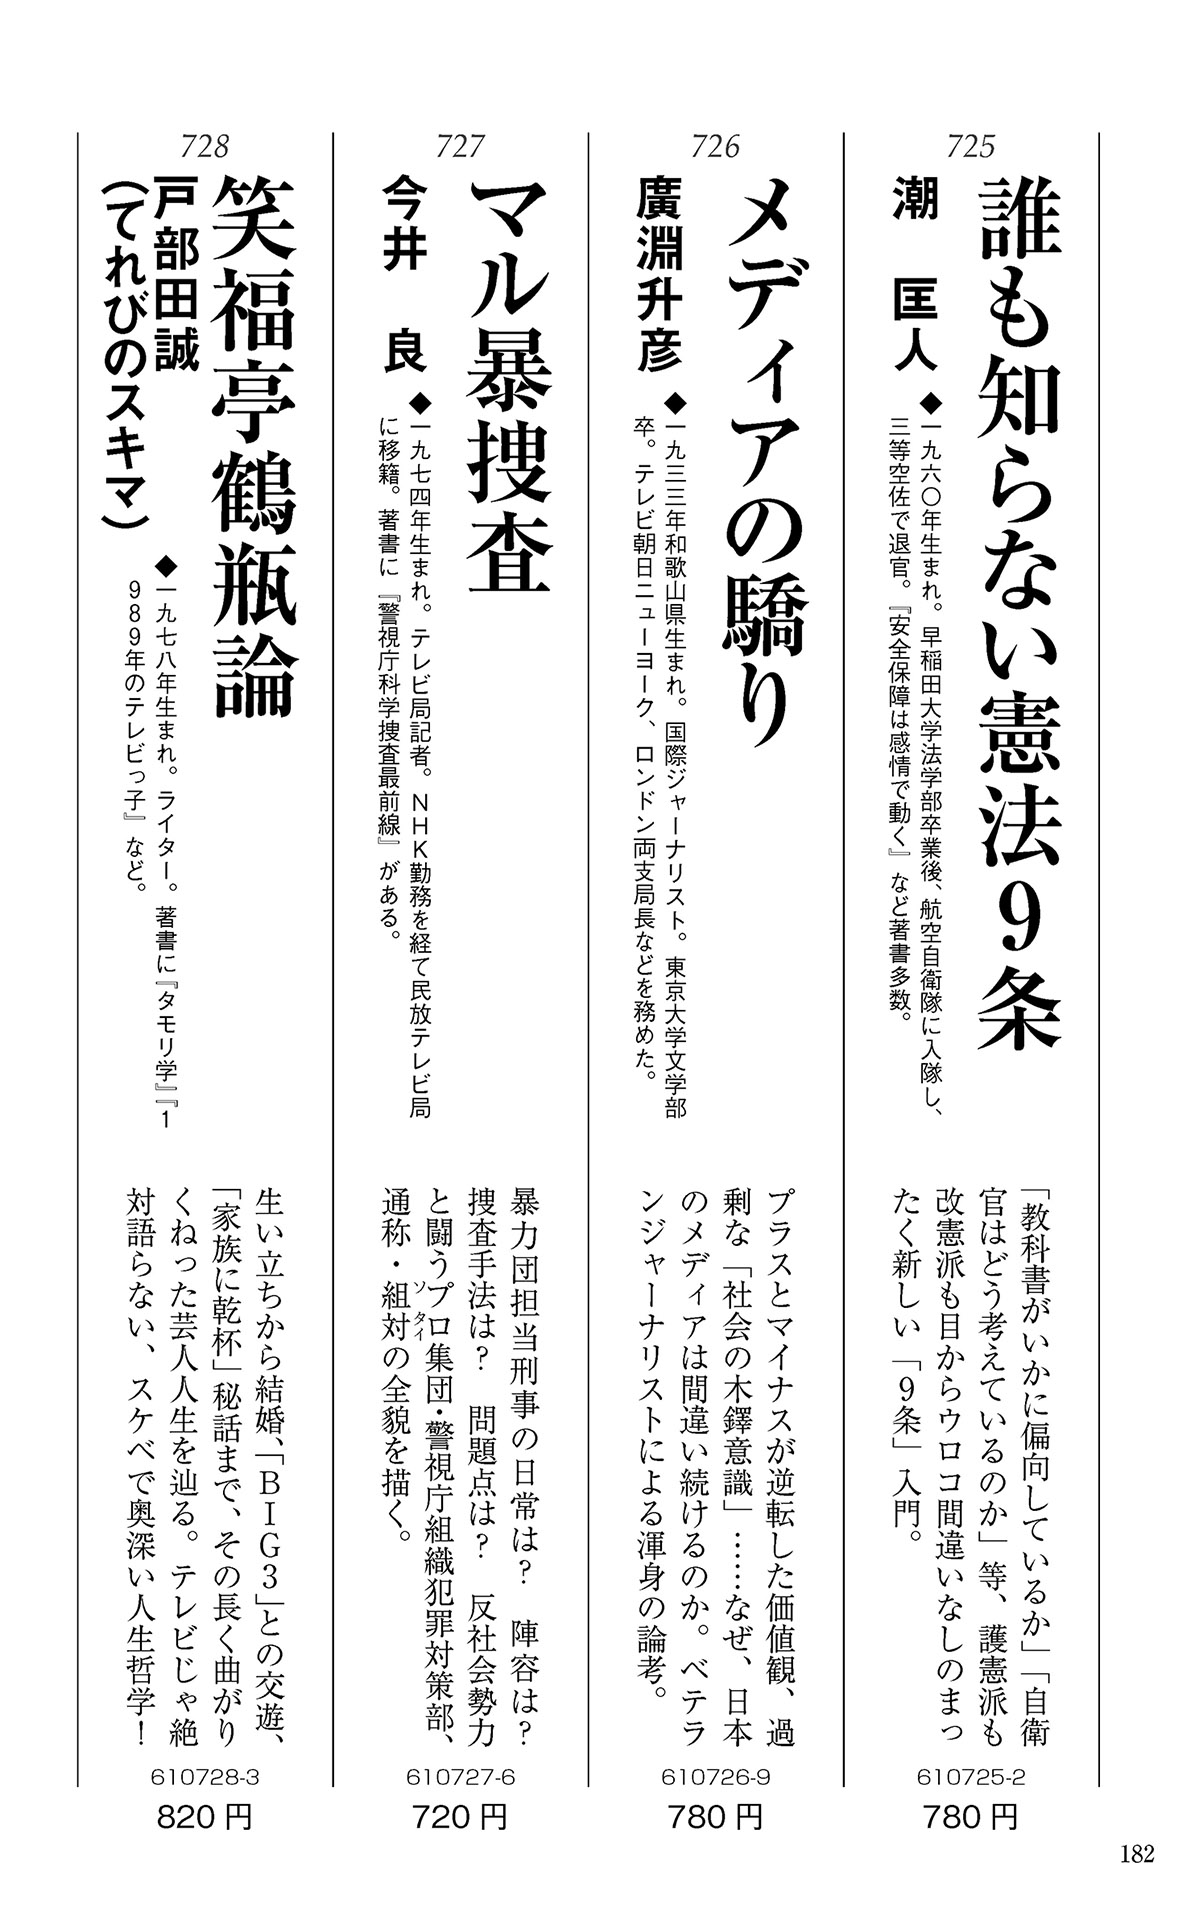 725
誰も知らない憲法9条
潮　匡人
◆一九六〇年生まれ。早稲田大学法学部卒業後、航空自衛隊に入隊し、
三等空佐で退官。『安全保障は感情で動く』など著書多数。
「教科書がいかに偏向しているか」「自衛
官はどう考えているのか」等、護憲派も
改憲派も目からウロコ間違いなしのまっ
たく新しい「9条」入門。
610725-2
780円
726
メディアの驕り
廣淵升彦
◆一九三三年和歌山県生まれ。国際ジャーナリスト。東京大学文学部
卒。テレビ朝日ニューヨーク、ロンドン両支局長などを務めた。
プラスとマイナスが逆転した価値観、過
剰な「社会の木鐸意識」……なぜ、日本
のメディアは間違い続けるのか。ベテラ
ンジャーナリストによる渾身の論考。
610726-9
780円
727
マル暴捜査
今井　良
◆一九七四年生まれ。テレビ局記者。NHK勤務を経て民放テレビ局
に移籍。著書に『警視庁科学捜査最前線』がある。
暴力団担当刑事の日常は？　陣容は？
捜査手法は？　問題点は？　反社会勢力
と闘うプロ集団・警視庁組織犯罪対策部、
ソタイ
通称・組対の全貌を描く。
610727-6
720円
728
笑福亭鶴瓶論
戸部田誠
（てれびのスキマ）
◆一九七八年生まれ。ライター。著書に『タモリ学』『1
989年のテレビっ子』など。
生い立ちから結婚、「BIG3」との交遊、
「家族に乾杯」秘話まで、その長く曲がり
くねった芸人人生を辿る。テレビじゃ絶
対語らない、スケベで奥深い人生哲学！
610728-3
820円
182